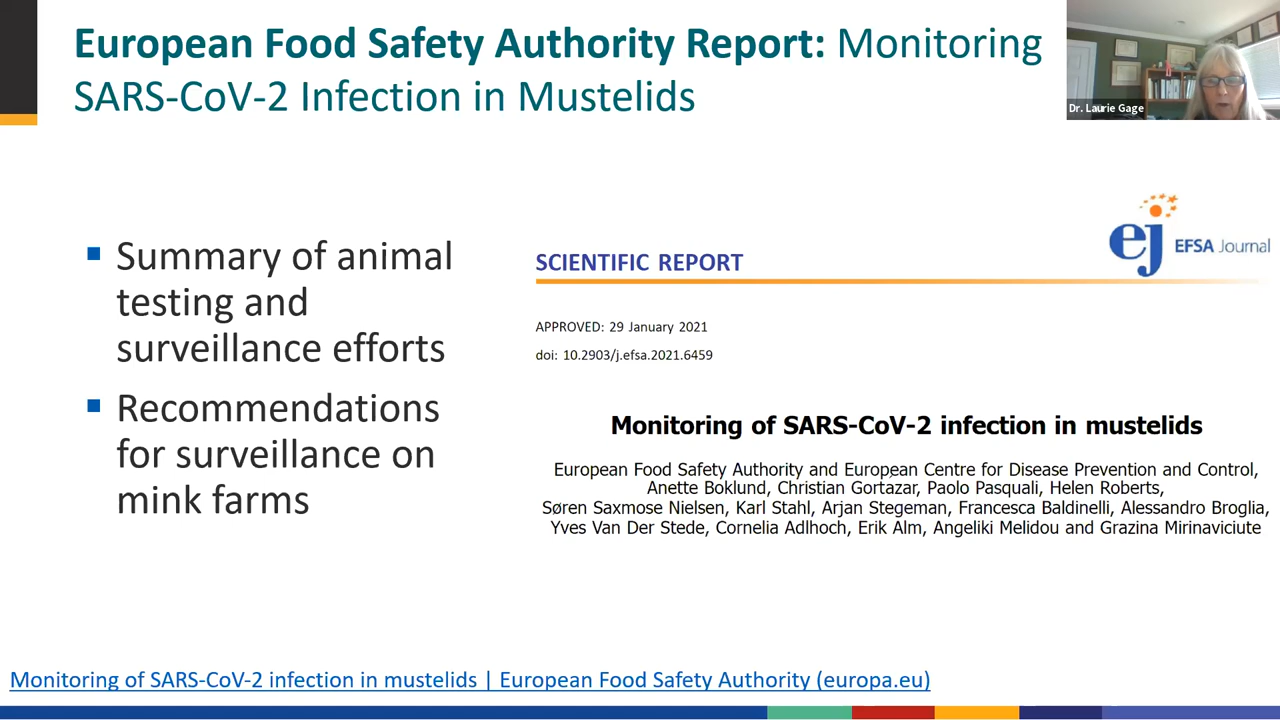 European Food Safety Authority Report: Monitoring
SARS-CoV-2 Infection in Mustelids
Dr. Laurie Gage
Summary of animal
testing and
surveillance efforts
Recommendations
for surveillance on
mink farms
ej EFSA Journal
SCIENTIFIC REPORT
APPROVED: 29 January 2021
doi: 10.2903/j.efsa.2021.6459
Monitoring of SARS-CoV-2 infection in mustelids
European Food Safety Authority and European Centre for Disease Prevention and Control,
Anette Boklund, Christian Gortázar, Paolo Pasquali, Helen Roberts,
Søren Saxmose Nielsen, Karl Stahl, Arjan Stegeman, Francesca Baldinelli, Alessandro Broglia,
Yves Van Der Stede, Cornelia Adlhoch, Erik Alm, Angeliki Melidou and Grazina Mirinaviciute
Monitoring of SARS-CoV-2 infection in mustelids | European Food Safety Authority (europa.eu)